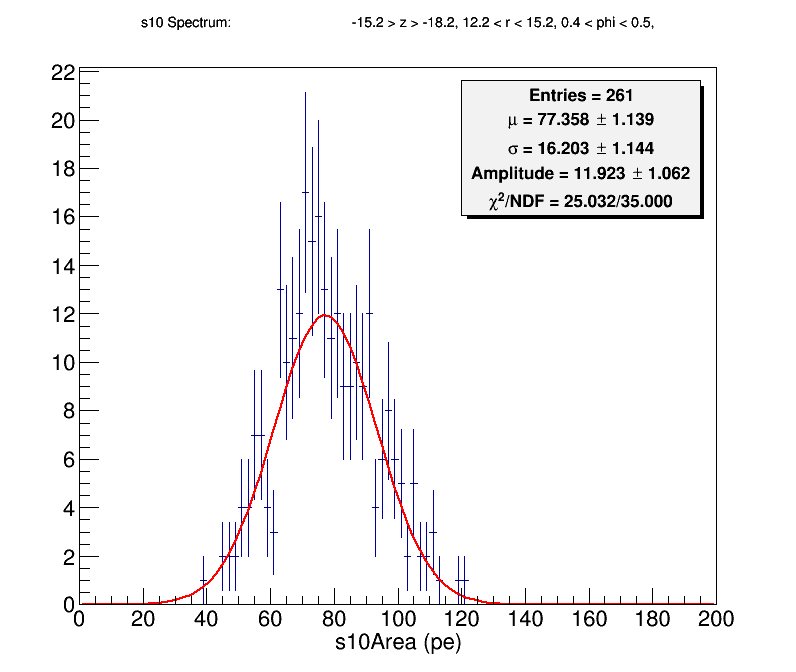 s10 Spectrum: -15.2 > z > -18.2, 12.2 < r < 15.2, 0.4 < phi < 0.5,
Entries = 261
μ = 77.358 ± 1.139
σ = 16.203 ± 1.144
Amplitude = 11.923 ± 1.062
χ²/NDF = 25.032/35.000
22
20
18
16
14
12
10
8
6
4
2
0
0 20 40 60 80 100 120 140 160 180 200
s10Area (pe)